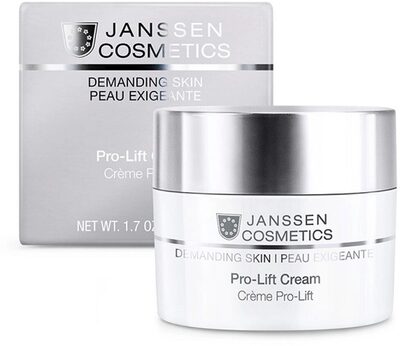 JANSSEN
COSMETICS
DEMANDING SKIN
PEAU EXIGEANTE
Pro-Lift
Crème
NET WT. 1.7
JANSSEN
COSMETICS
DEMANDING SKIN | PEAU EXIGEANTE
Pro-Lift Cream
Crème Pro-Lift